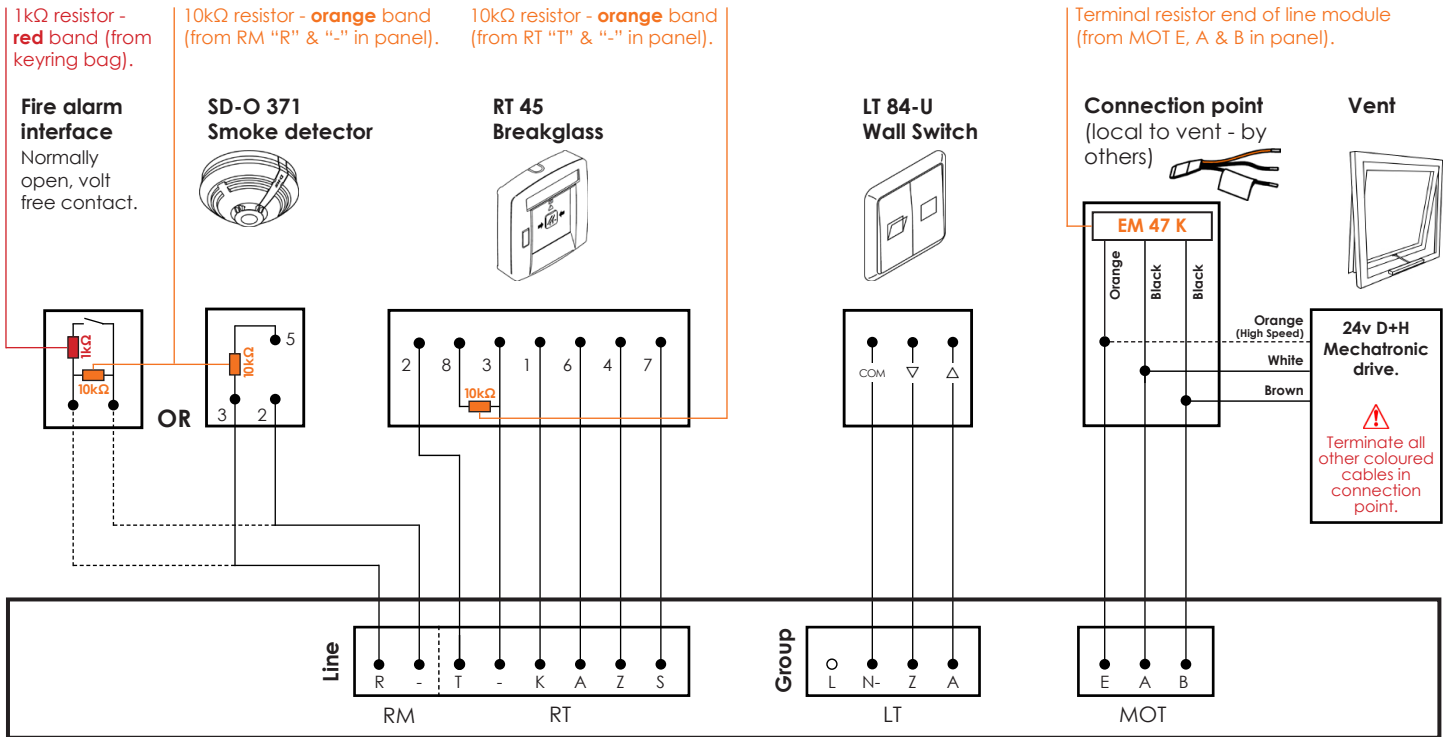 1kΩ resistor -
red band (from
keyring bag).
10kΩ resistor - orange band
(from RM “R” & “-” in panel).
10kΩ resistor - orange band
(from RT “T” & “-” in panel).
Terminal resistor end of line module
(from MOT E, A & B in panel).
Fire alarm
interface
Normally
open, volt
free contact.
SD-O 371
Smoke detector
RT 45
Breakglass
LT 84-U
Wall Switch
Connection point
(local to vent - by
others)
Vent
EM 47 K
Orange
Black
Black
1kΩ
10kΩ
OR
10kΩ
5
3
2
2
8
3
1
6
4
7
10kΩ
COM
Orange
(High Speed)
White
Brown
24v D+H
Mechatronic
drive.
Terminate all
other coloured
cables in
connection
point.
Line
R
-
T
-
K
A
Z
S
RM
RT
Group
L
N-
Z
A
LT
E
A
B
MOT